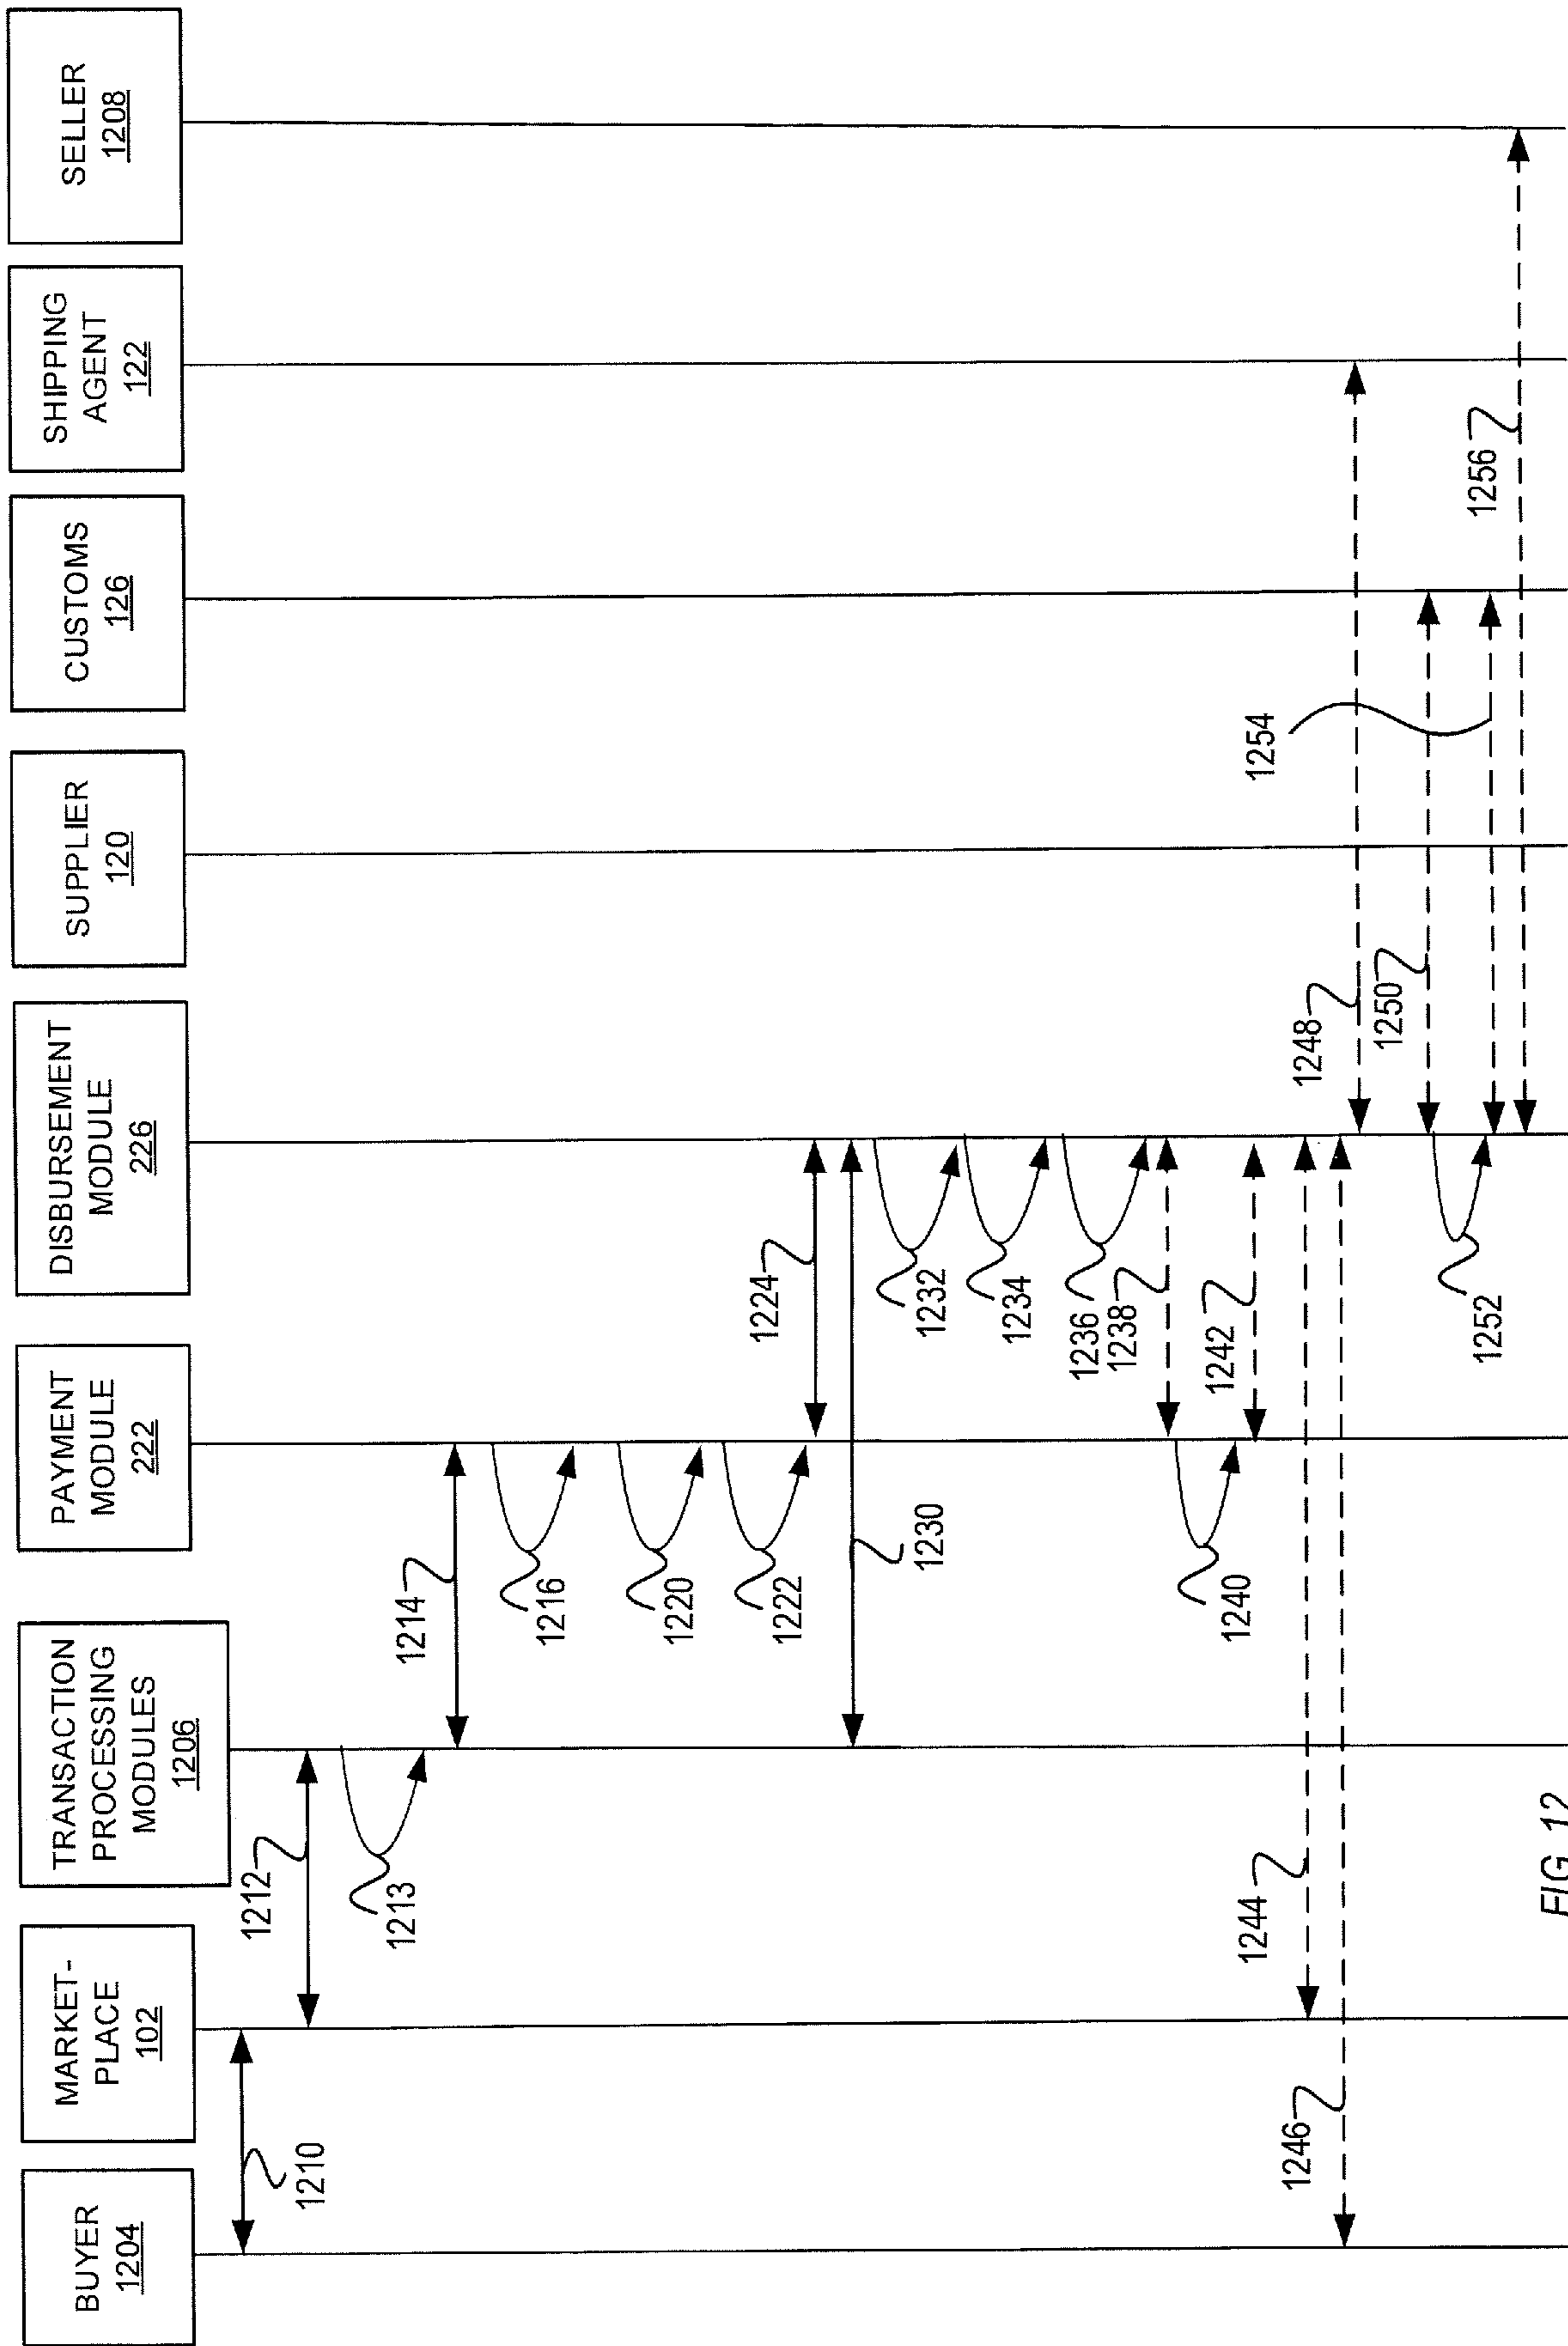 BUYER
1204
MARKET-
PLACE
102
TRANSACTION
PROCESSING
MODULES
1206
PAYMENT
MODULE
222
DISBURSEMENT
MODULE
226
SUPPLIER
120
CUSTOMS
126
SHIPPING
AGENT
122
SELLER
1208
1210
1212
1213
1214
1216
1220
1222
1224
1230
1232
1234
1236
1238
1240
1242
1244
1246
1248
1250
1252
1254
1256
FIG. 12